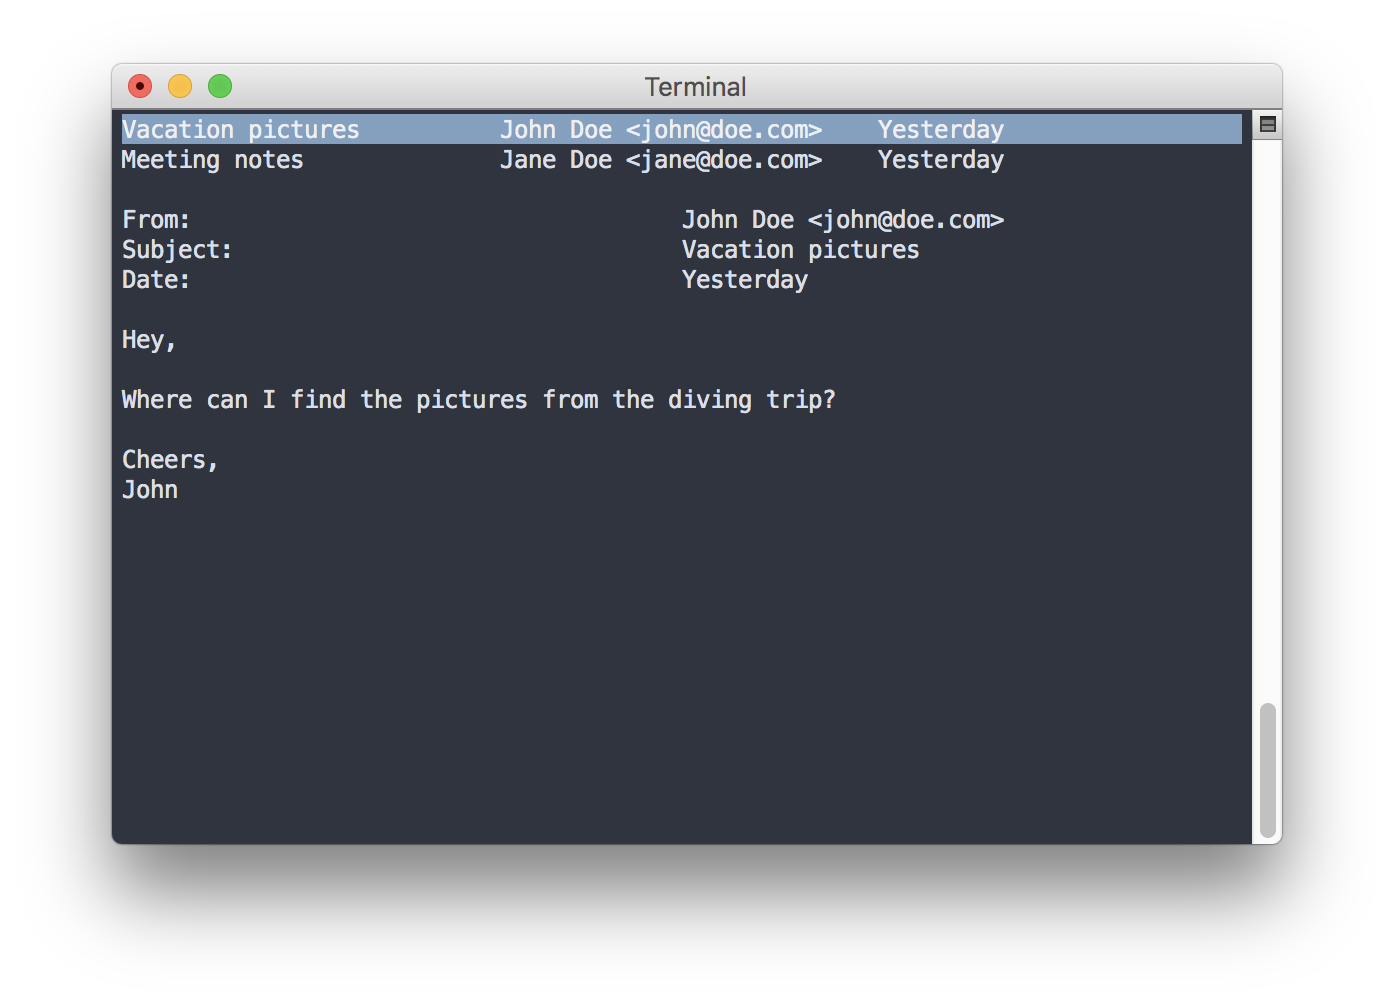 Terminal
Vacation pictures John Doe <john@doe.com> Yesterday
Meeting notes Jane Doe <jane@doe.com> Yesterday
From: John Doe <john@doe.com>
Subject: Vacation pictures
Date: Yesterday
Hey,
Where can I find the pictures from the diving trip?
Cheers,
John